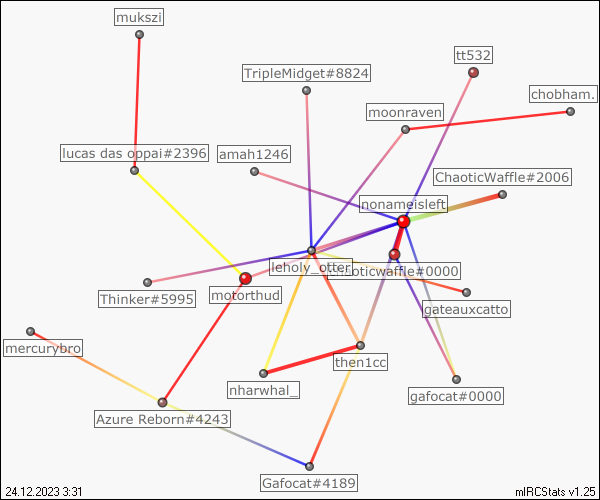 mukszi
tt532
TripleMidget#8824
chobham.
moonraven
lucas das oppai#2396
amah1246
ChaoticWaffle#2006
nonameisleft
leholy_otter
chaoticwaffle#0000
Thinker#5995
motorthud
gateauxcatto
mercurybro
then1cc
nharwhal_
gafocat#0000
Azure Reborn#4243
Gafocat#4189
24.12.2023 3:31
mIRCStats v1.25